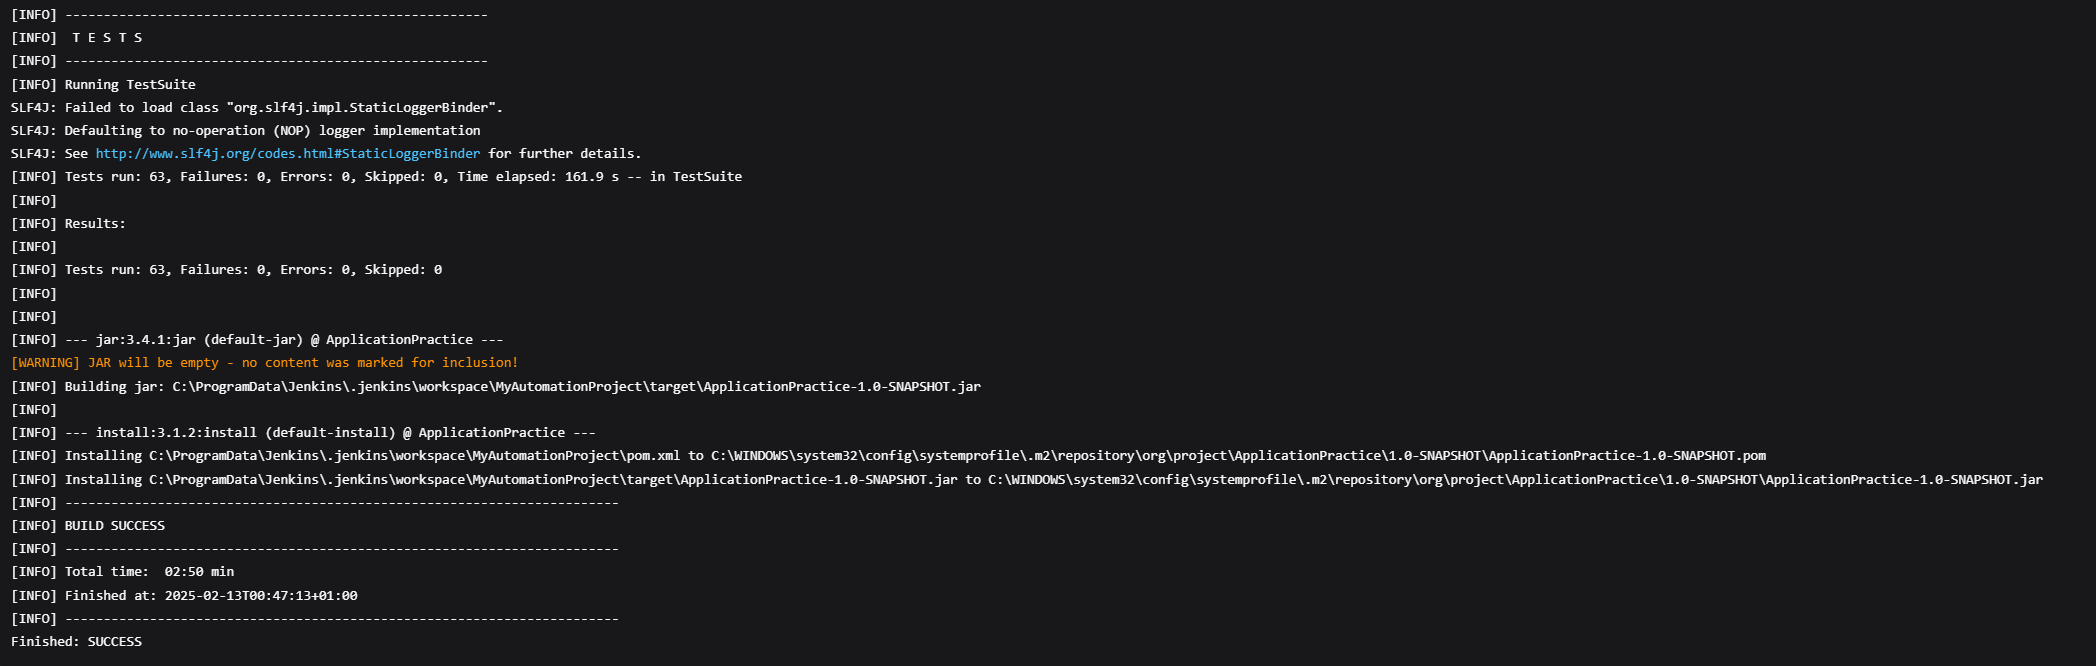 [INFO] -------------------------------------------------------
[INFO]  T E S T S
[INFO] -------------------------------------------------------
[INFO] Running TestSuite
SLF4J: Failed to load class "org.slf4j.impl.StaticLoggerBinder".
SLF4J: Defaulting to no-operation (NOP) logger implementation
SLF4J: See http://www.slf4j.org/codes.html#StaticLoggerBinder for further details.
[INFO] Tests run: 63, Failures: 0, Errors: 0, Skipped: 0, Time elapsed: 161.9 s -- in TestSuite
[INFO]
[INFO] Results:
[INFO]
[INFO] Tests run: 63, Failures: 0, Errors: 0, Skipped: 0
[INFO]
[INFO]
[INFO] --- jar:3.4.1:jar (default-jar) @ ApplicationPractice ---
[WARNING] JAR will be empty - no content was marked for inclusion!
[INFO] Building jar: C:\ProgramData\Jenkins\.jenkins\workspace\MyAutomationProject\target\ApplicationPractice-1.0-SNAPSHOT.jar
[INFO]
[INFO] --- install:3.1.2:install (default-install) @ ApplicationPractice ---
[INFO] Installing C:\ProgramData\Jenkins\.jenkins\workspace\MyAutomationProject\pom.xml to C:\WINDOWS\system32\config\systemprofile\.m2\repository\org\project\ApplicationPractice\1.0-SNAPSHOT\ApplicationPractice-1.0-SNAPSHOT.pom
[INFO] Installing C:\ProgramData\Jenkins\.jenkins\workspace\MyAutomationProject\target\ApplicationPractice-1.0-SNAPSHOT.jar to C:\WINDOWS\system32\config\systemprofile\.m2\repository\org\project\ApplicationPractice\1.0-SNAPSHOT\ApplicationPractice-1.0-SNAPSHOT.jar
[INFO] ------------------------------------------------------------------------
[INFO] BUILD SUCCESS
[INFO] ------------------------------------------------------------------------
[INFO] Total time:  02:50 min
[INFO] Finished at: 2025-02-13T00:47:13+01:00
[INFO] ------------------------------------------------------------------------
Finished: SUCCESS